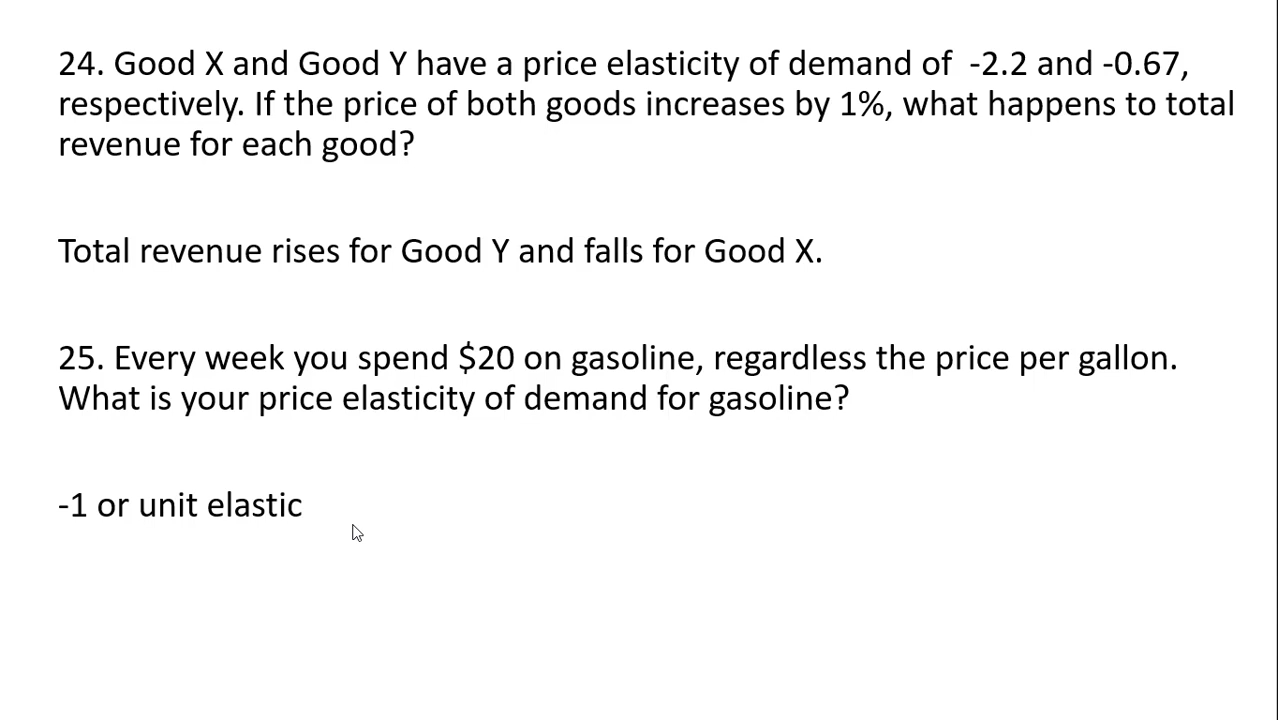 24. Good X and Good Y have a price elasticity of demand of  -2.2 and -0.67,
respectively. If the price of both goods increases by 1%, what happens to total
revenue for each good?
Total revenue rises for Good Y and falls for Good X.
25. Every week you spend $20 on gasoline, regardless the price per gallon.
What is your price elasticity of demand for gasoline?
-1 or unit elastic